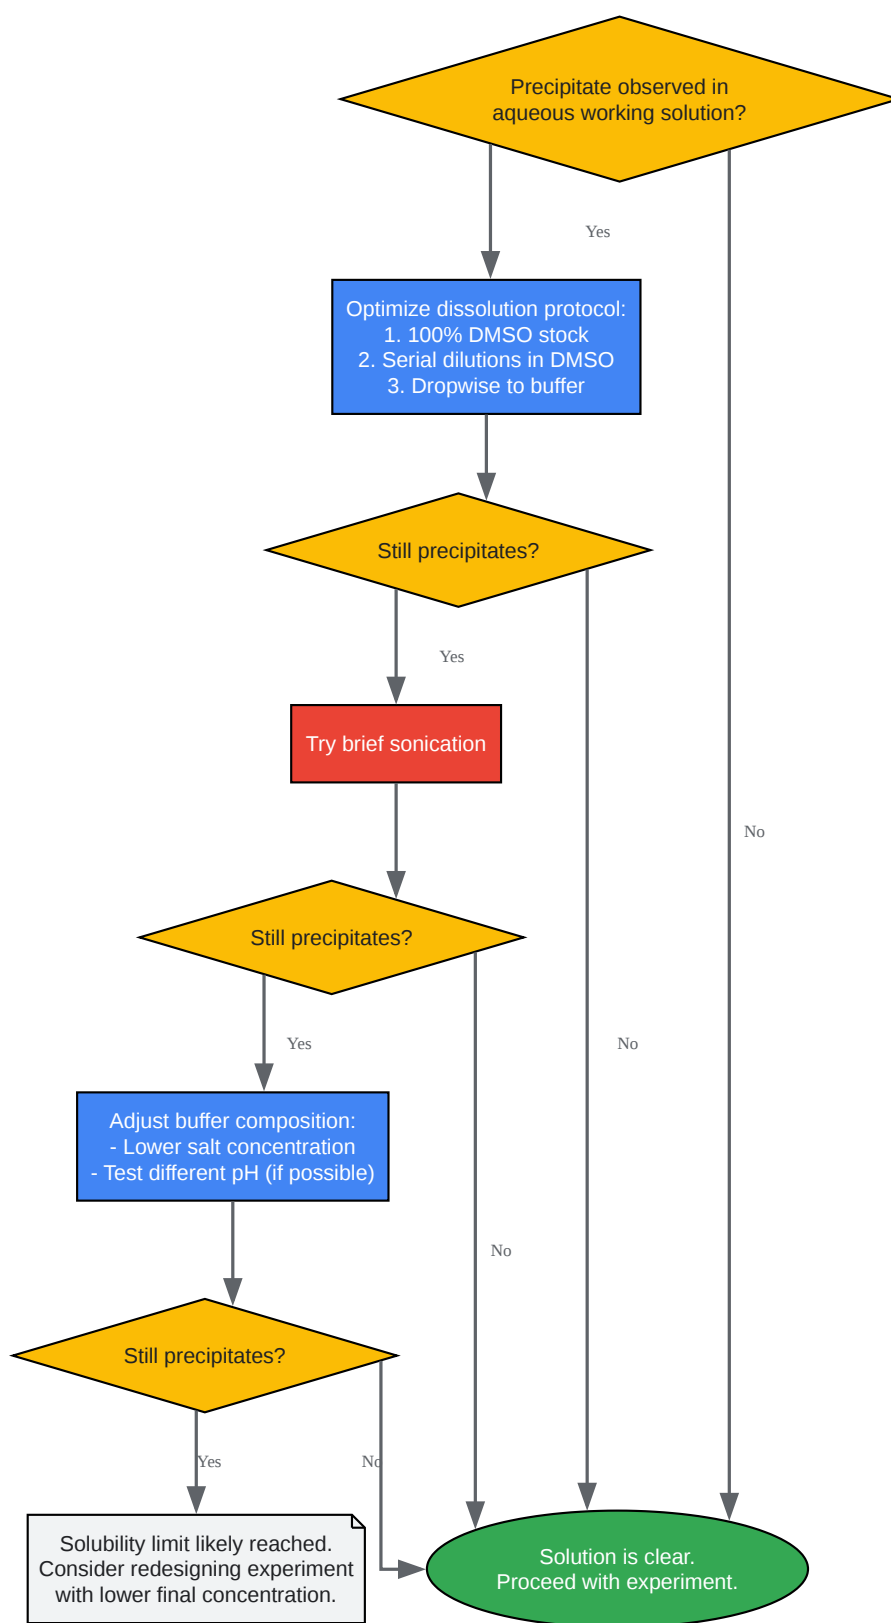 Precipitate observed in
aqueous working solution?
Yes
Optimize dissolution protocol:
1. 100% DMSO stock
2. Serial dilutions in DMSO
3. Dropwise to buffer
Still precipitates?
Yes
Try brief sonication
No
Still precipitates?
Yes
No
Adjust buffer composition:
- Lower salt concentration
- Test different pH (if possible)
No
Still precipitates?
Yes
No
Solubility limit likely reached.
Consider redesigning experiment
with lower final concentration.
Solution is clear.
Proceed with experiment.